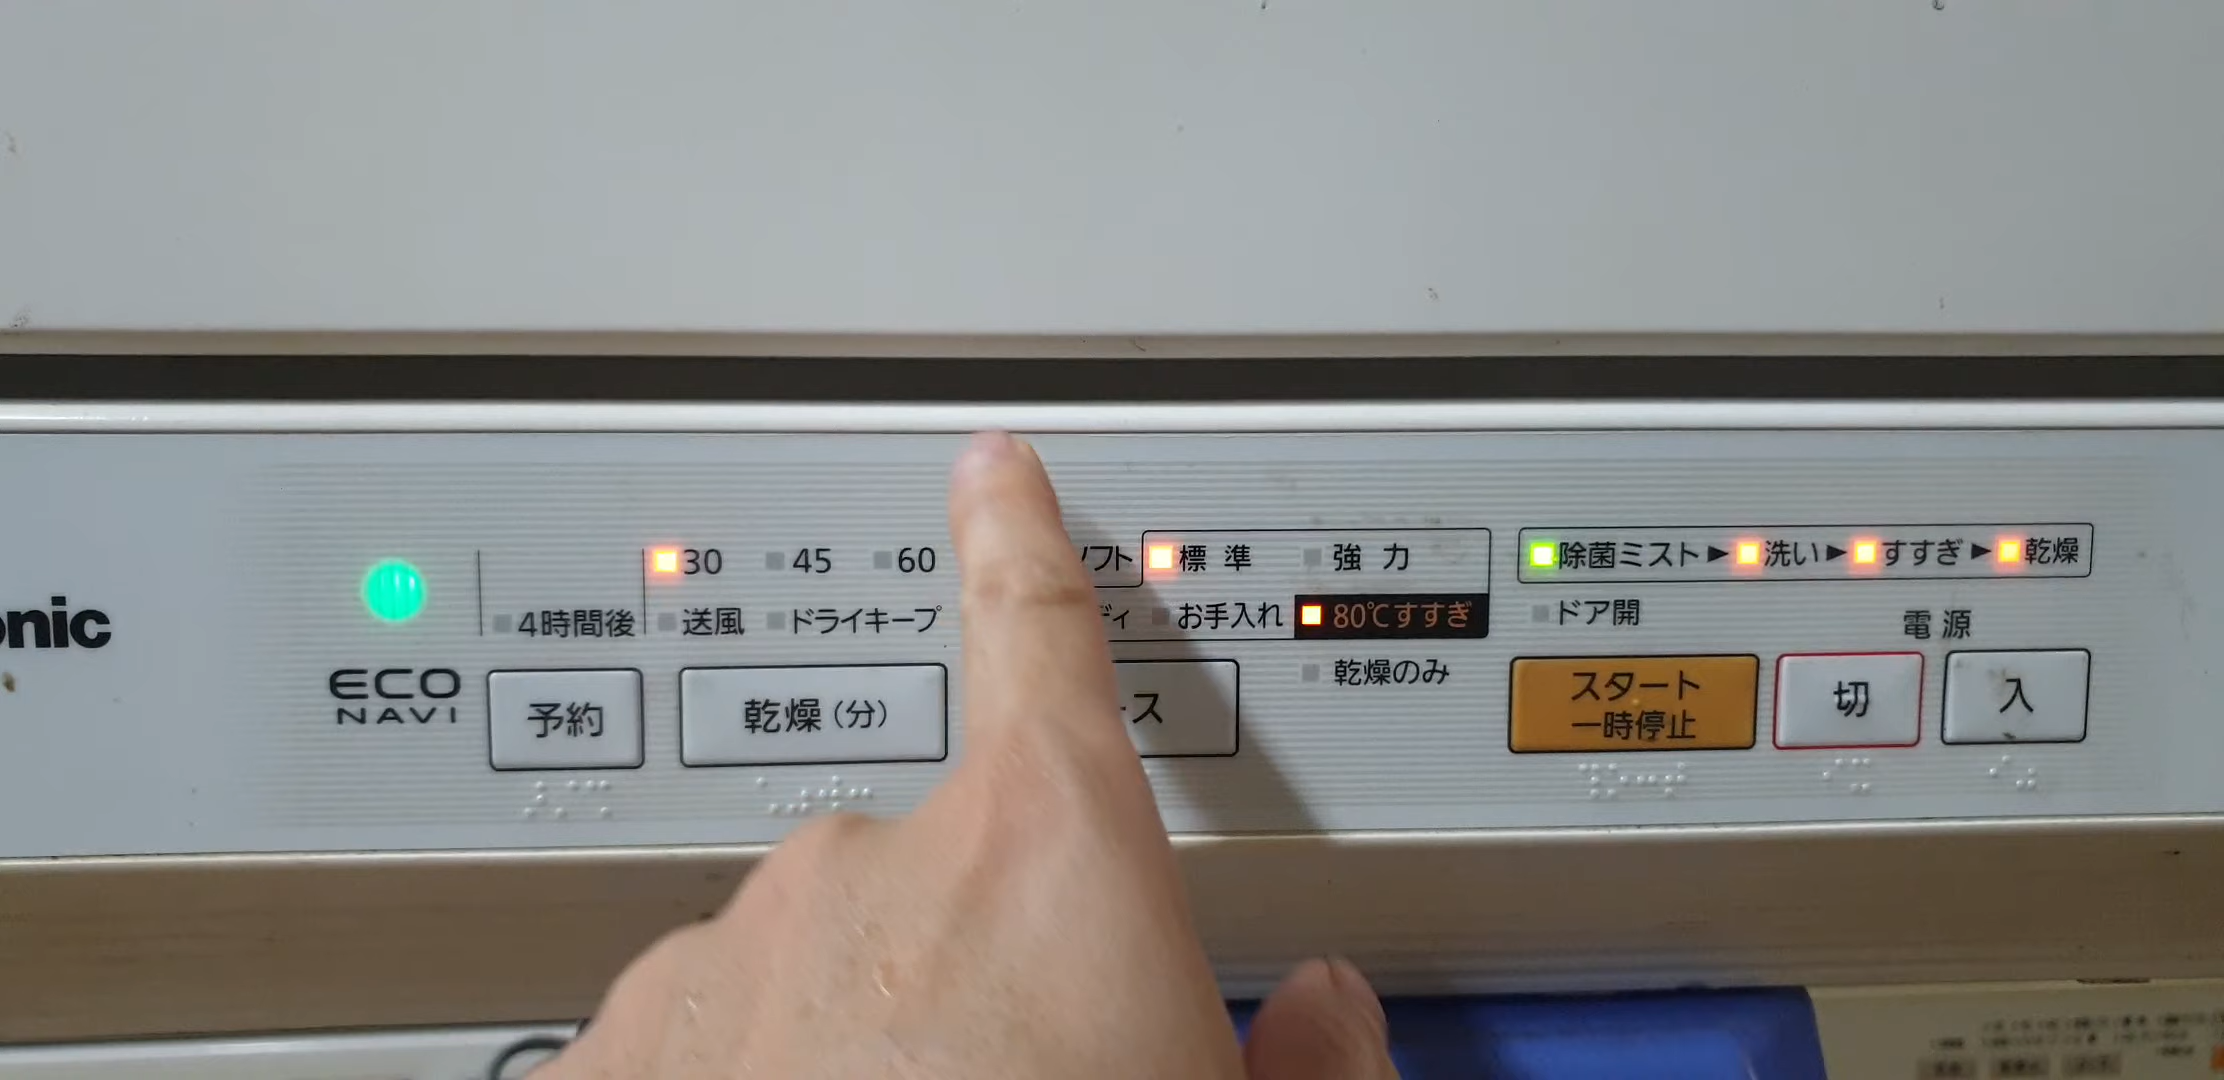 30 45 60
標準 強力
除菌ミスト▶洗い▶すすぎ▶乾燥
4時間後 送風 ドライキープ
お手入れ 80℃すすぎ
ドア開
電源
乾燥のみ
ECO
NAVI
予約
乾燥(分)
スタート
一時停止
切
入